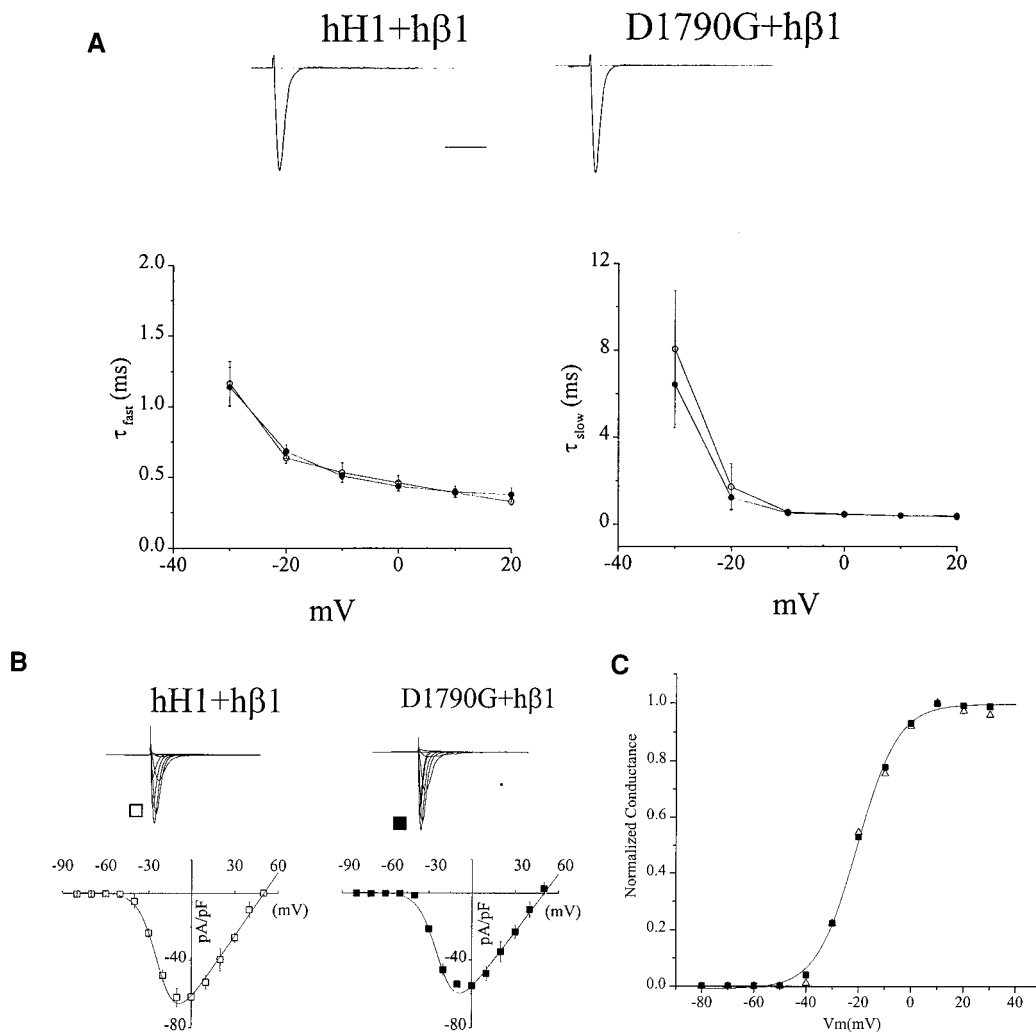 A
hH1+hβ1
D1790G+hβ1
2.0
1.5
1.0
0.5
0.0
τ fast (ms)
-40
-20
0
20
mV
12
8
4
0
τ slow (ms)
-40
-20
0
20
mV
B
hH1+hβ1
D1790G+hβ1
-90
-60
-30
30
60
(mV)
pA/pF
-40
-80
-90
-60
-30
30
60
(mV)
pA/pF
-40
-80
C
1.0
0.8
0.6
0.4
0.2
0.0
Normalized Conductance
-80
-60
-40
-20
0
20
40
Vm(mV)